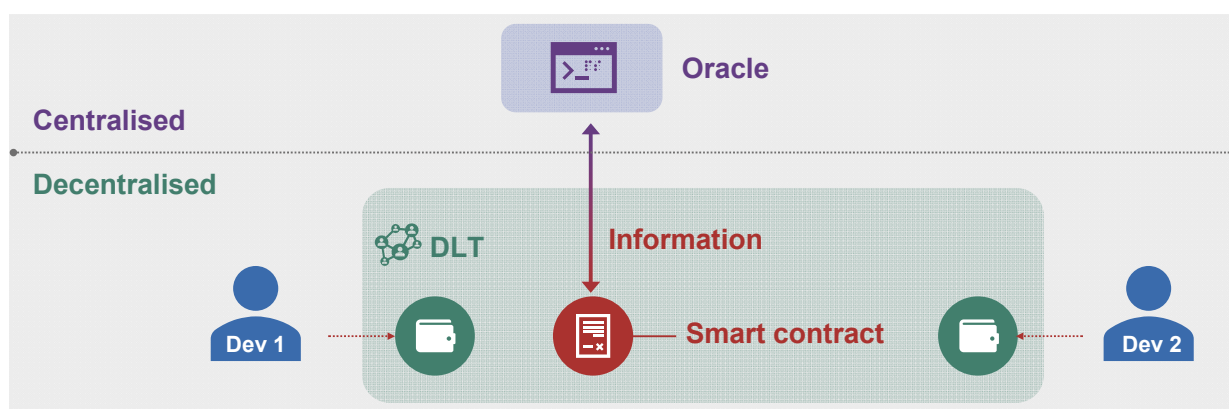 Oracle
Centralised
Decentralised
DLT
Information
Dev 1
Smart contract
Dev 2